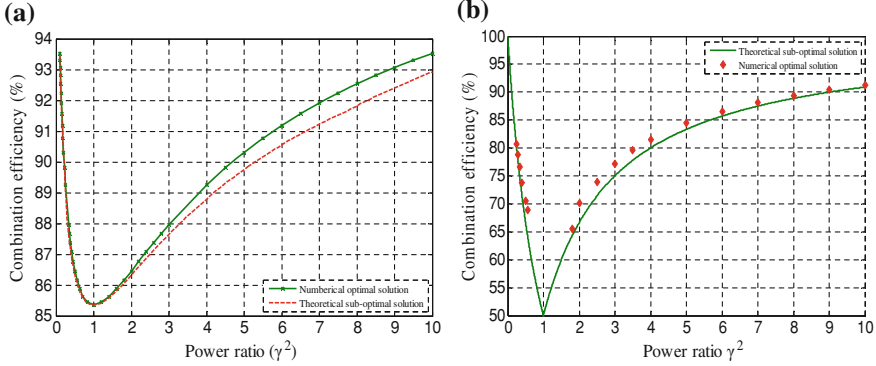 (a)
94
93
92
91
90
89
88
87
86
85
0 1 2 3 4 5 6 7 8 9 10
Combination efficiency (%)
Power ratio (γ²)
Numberical optimal solution
Theoretical sub-optimal solution
(b)
100
95
90
85
80
75
70
65
60
55
50
0 1 2 3 4 5 6 7 8 9 10
Combination efficiency (%)
Power ratio γ²
Theoretical sub-optimal solution
Numerical optimal solution